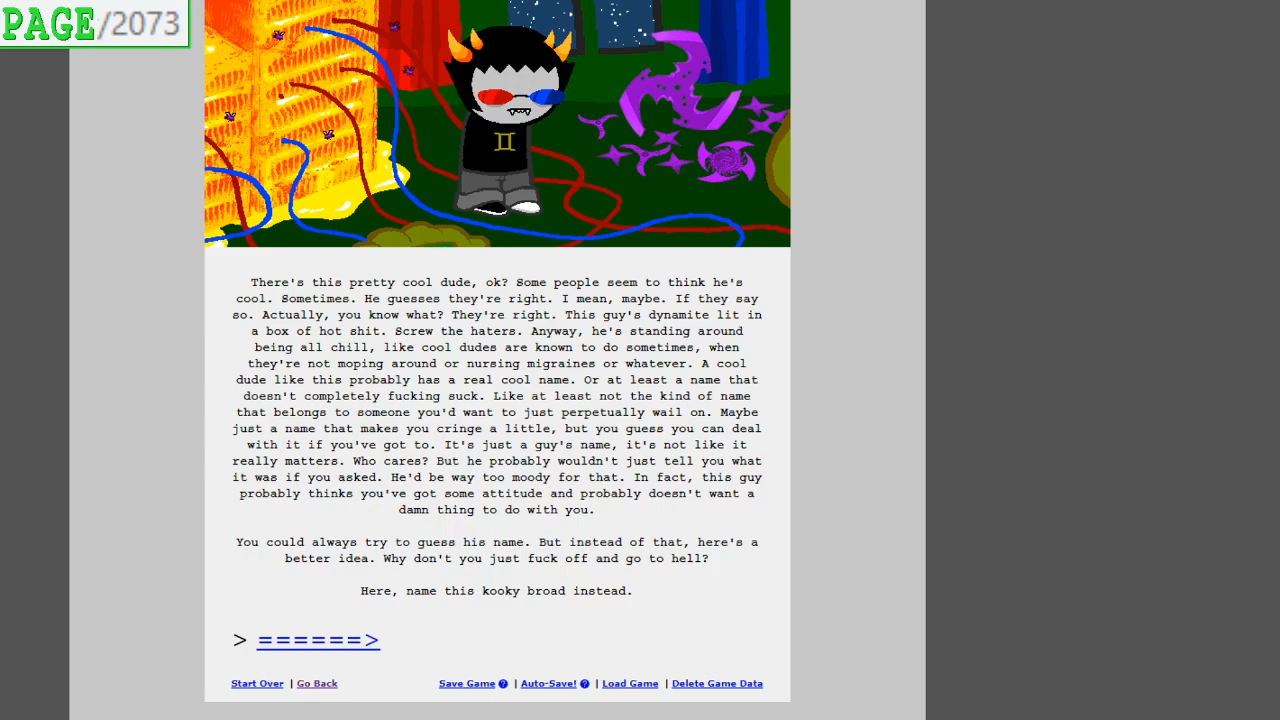 PAGE/2073
♊
There's this pretty cool dude, ok? Some people seem to think he's
cool. Sometimes. He guesses they're right. I mean, maybe. If they say
so. Actually, you know what? They're right. This guy's dynamite lit in
a box of hot shit. Screw the haters. Anyway, he's standing around
being all chill, like cool dudes are known to do sometimes, when
they're not moping around or nursing migraines or whatever. A cool
dude like this probably has a real cool name. Or at least a name that
doesn't completely fucking suck. Like at least not the kind of name
that belongs to someone you'd want to just perpetually wail on. Maybe
just a name that makes you cringe a little, but you guess you can deal
with it if you've got to. It's just a guy's name, it's not like it
really matters. Who cares? But he probably wouldn't just tell you what
it was if you asked. He'd be way too moody for that. In fact, this guy
probably thinks you've got some attitude and probably doesn't want a
damn thing to do with you.
You could always try to guess his name. But instead of that, here's a
better idea. Why don't you just fuck off and go to hell?
Here, name this kooky broad instead.
> ======>
Start Over | Go Back Save Game ? | Auto-Save! ? | Load Game | Delete Game Data